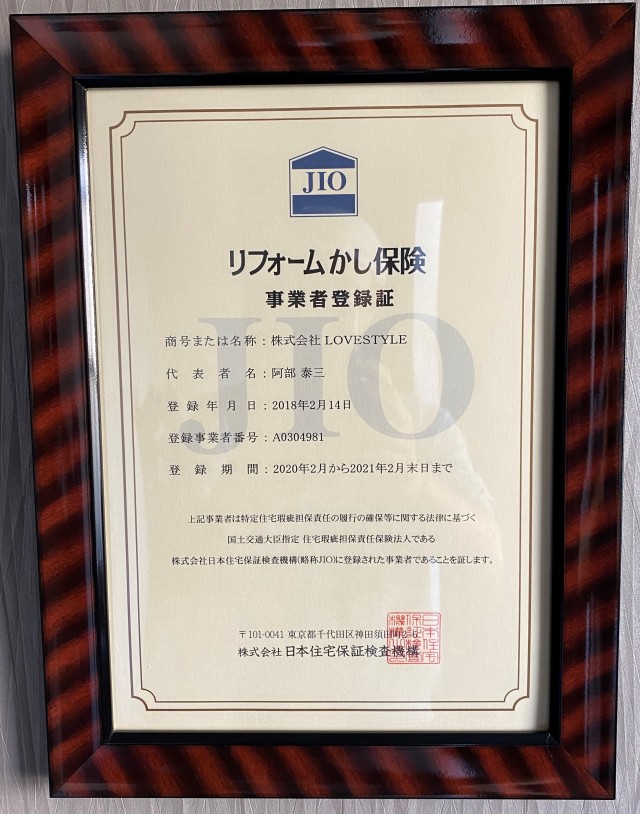 JIO
リフォームかし保険
事業者登録証
商号または名称：株式会社 LOVESTYLE
代表者名：阿部 泰三
登録年月日：2018年2月14日
登録事業者番号：A0304981
登録期間：2020年2月から2021年2月末日まで
上記事業者は特定住宅瑕疵担保責任の履行の確保等に関する法律に基づく
国土交通大臣指定 住宅瑕疵担保責任保険法人である
株式会社日本住宅保証検査機構(略称JIO)に登録された事業者であることを証します。
〒101-0041 東京都千代田区神田須田町2-6
株式会社 日本住宅保証検査機構
JIO